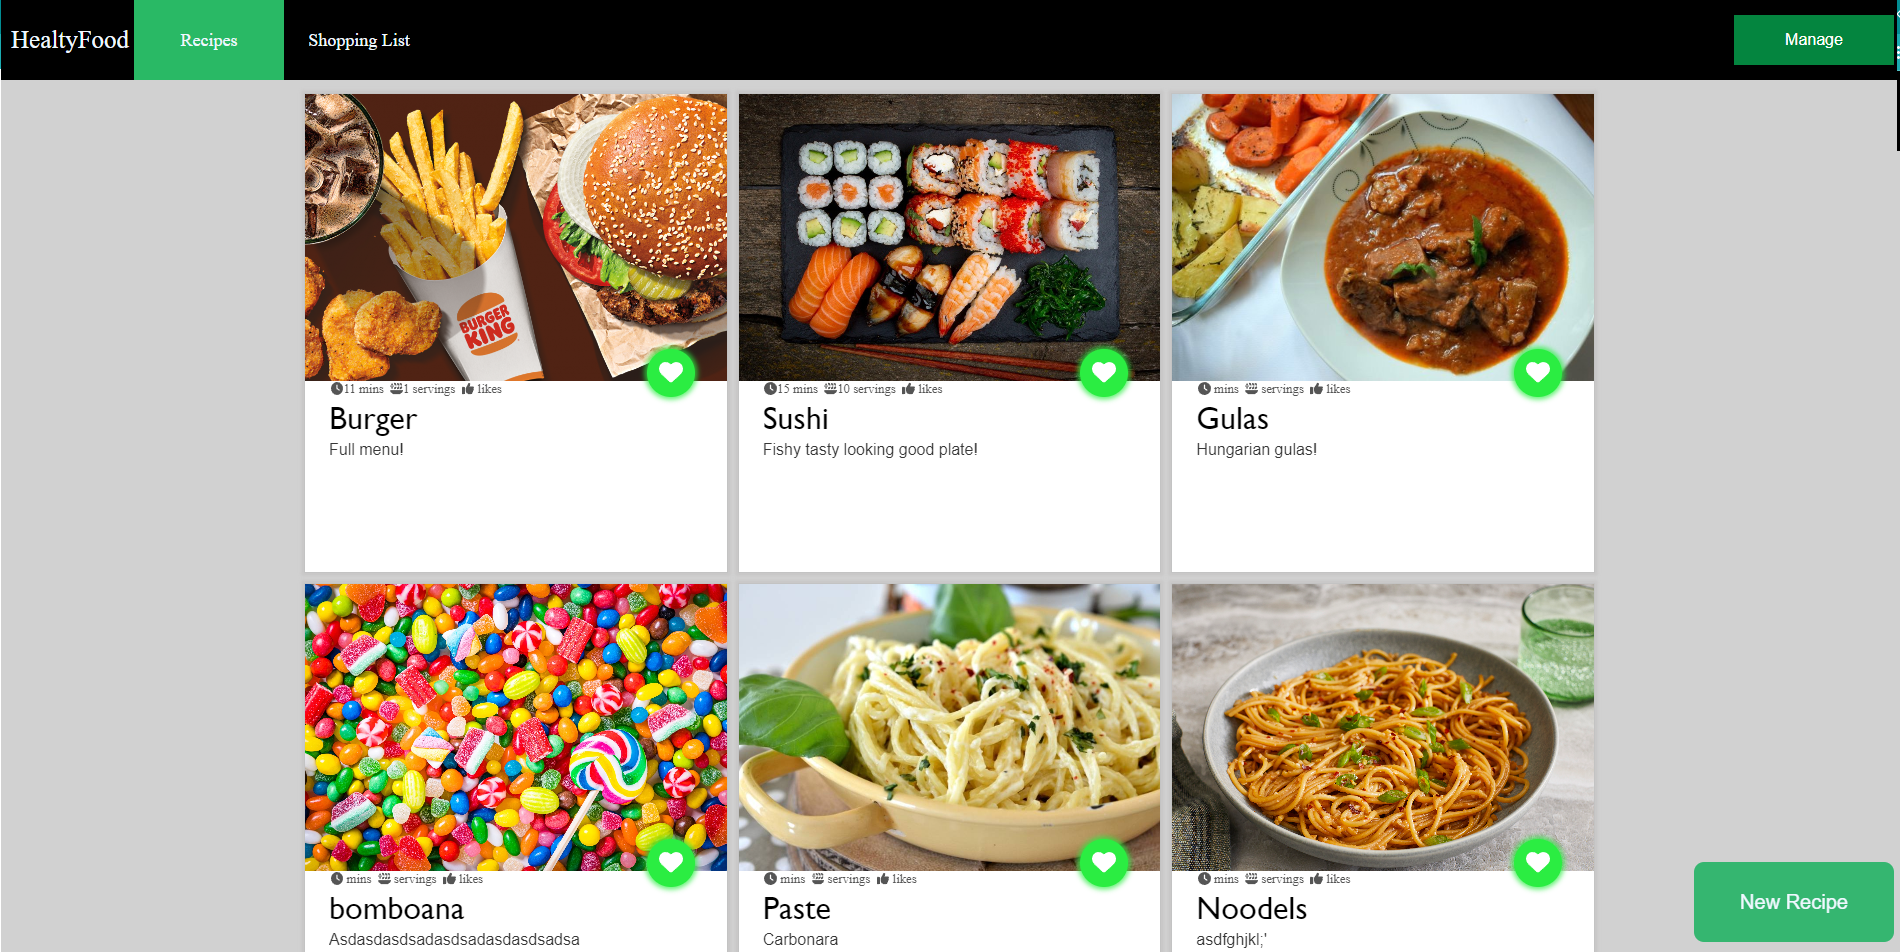 HealtyFood Recipes Shopping List Manage
BURGER
KING
11 mins 1 servings likes
Burger
Full menu!
15 mins 10 servings likes
Sushi
Fishy tasty looking good plate!
mins servings likes
Gulas
Hungarian gulas!
mins servings likes
bomboana
Asdasdasdsadasdsadasdasdsadsa
mins servings likes
Paste
Carbonara
mins servings likes
Noodels
asdfghjkl;'
New Recipe